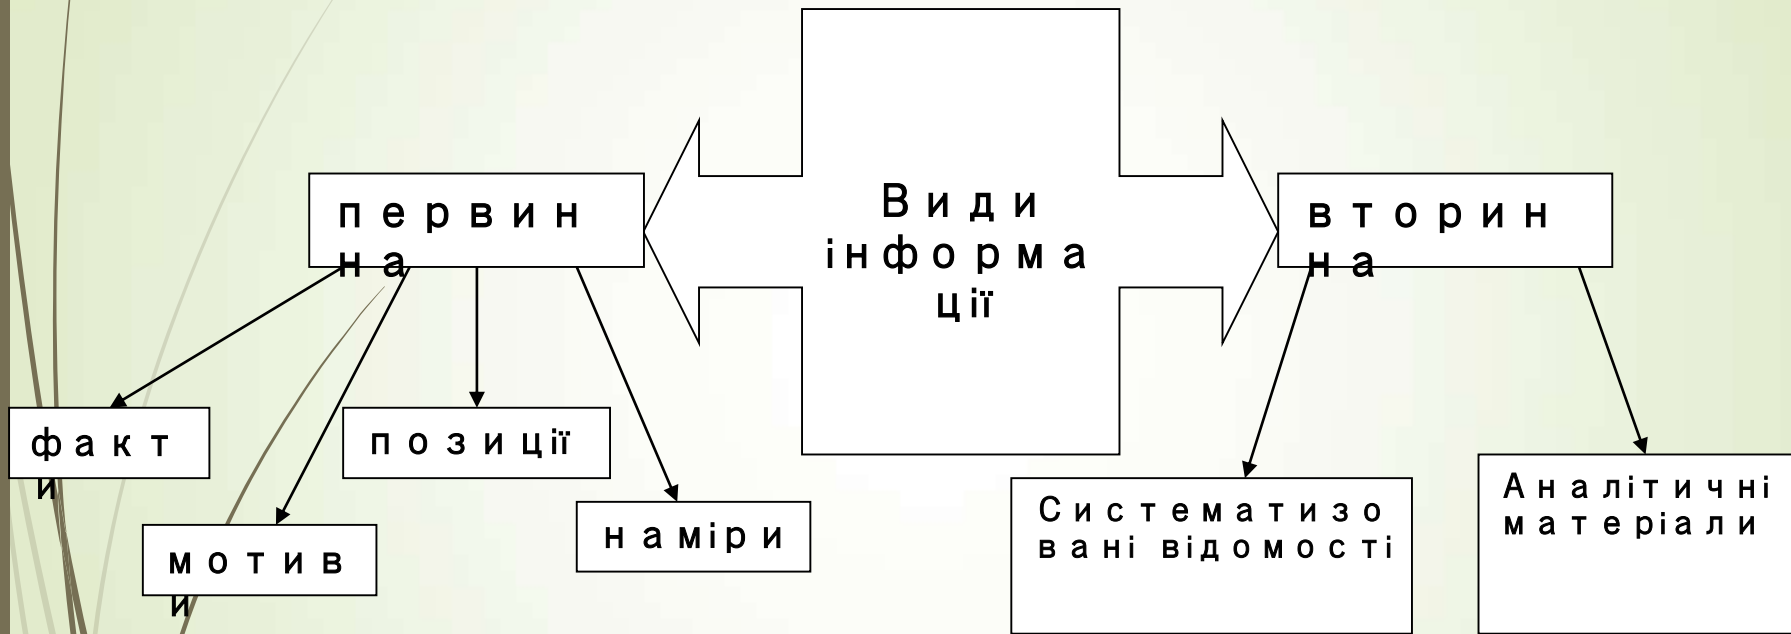 Види
інформа
ції
первин
на
вторин
на
факт
и
мотив
и
позиції
наміри
Систематизо
вані відомості
Аналітичні
матеріали